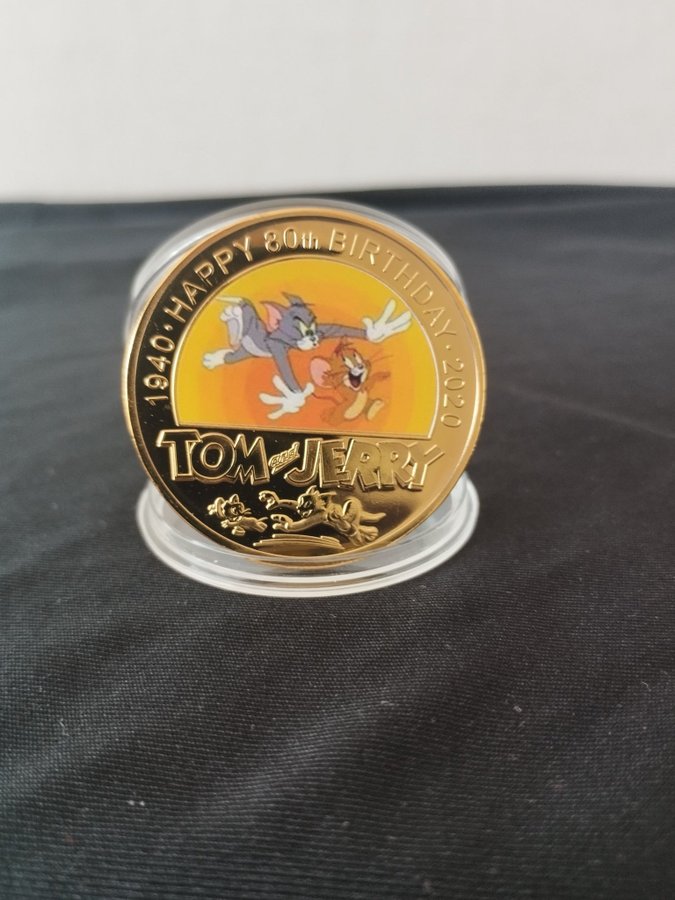 1940 · HAPPY 80th BIRTHDAY · 2020
TOM and JERRY